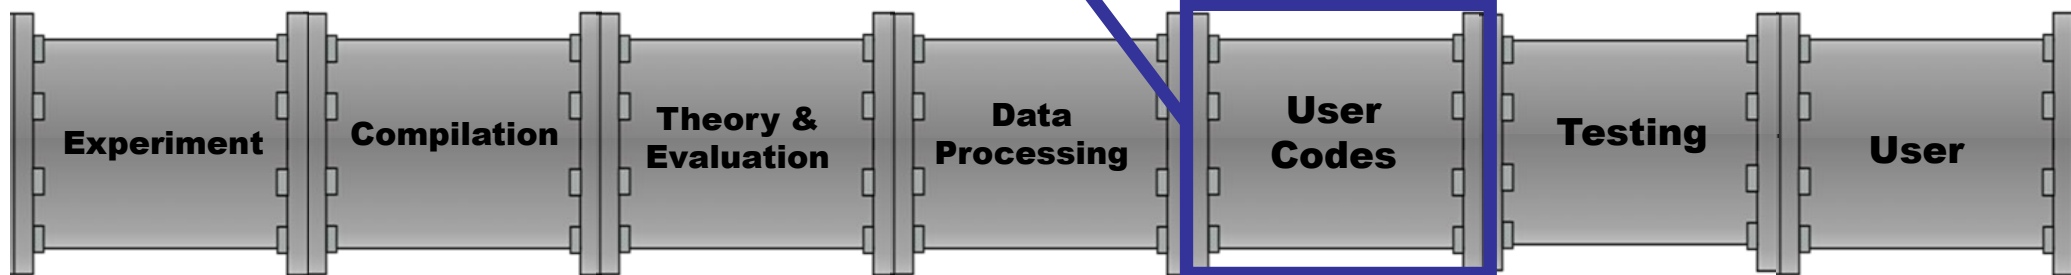 Experiment
Compilation
Theory &
Evaluation
Data
Processing
User
Codes
Testing
User